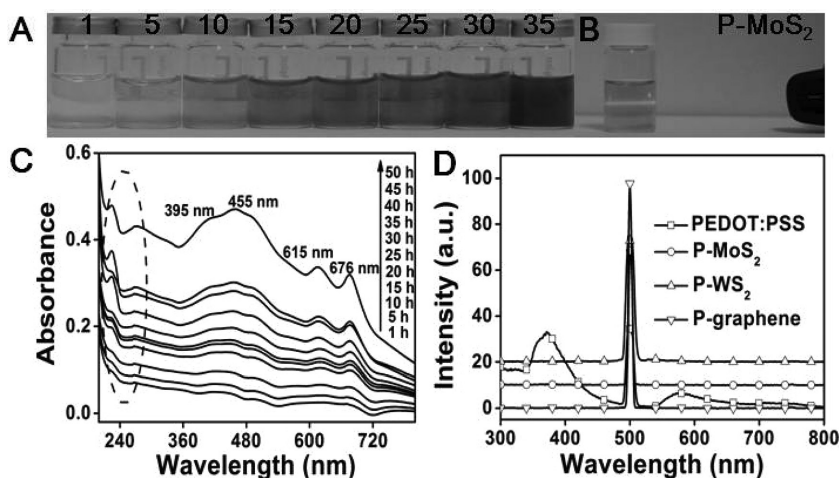 A
1 5 10 15 20 25 30 35
B
P-MoS₂
C
0.6
0.4
0.2
0.0
Absorbance
395 nm
455 nm
615 nm
676 nm
50 h
45 h
40 h
35 h
30 h
25 h
20 h
15 h
10 h
5 h
1 h
240 360 480 600 720
Wavelength (nm)
D
100
80
60
40
20
0
Intensity (a.u.)
PEDOT:PSS
P-MoS₂
P-WS₂
P-graphene
300 400 500 600 700 800
Wavelength (nm)